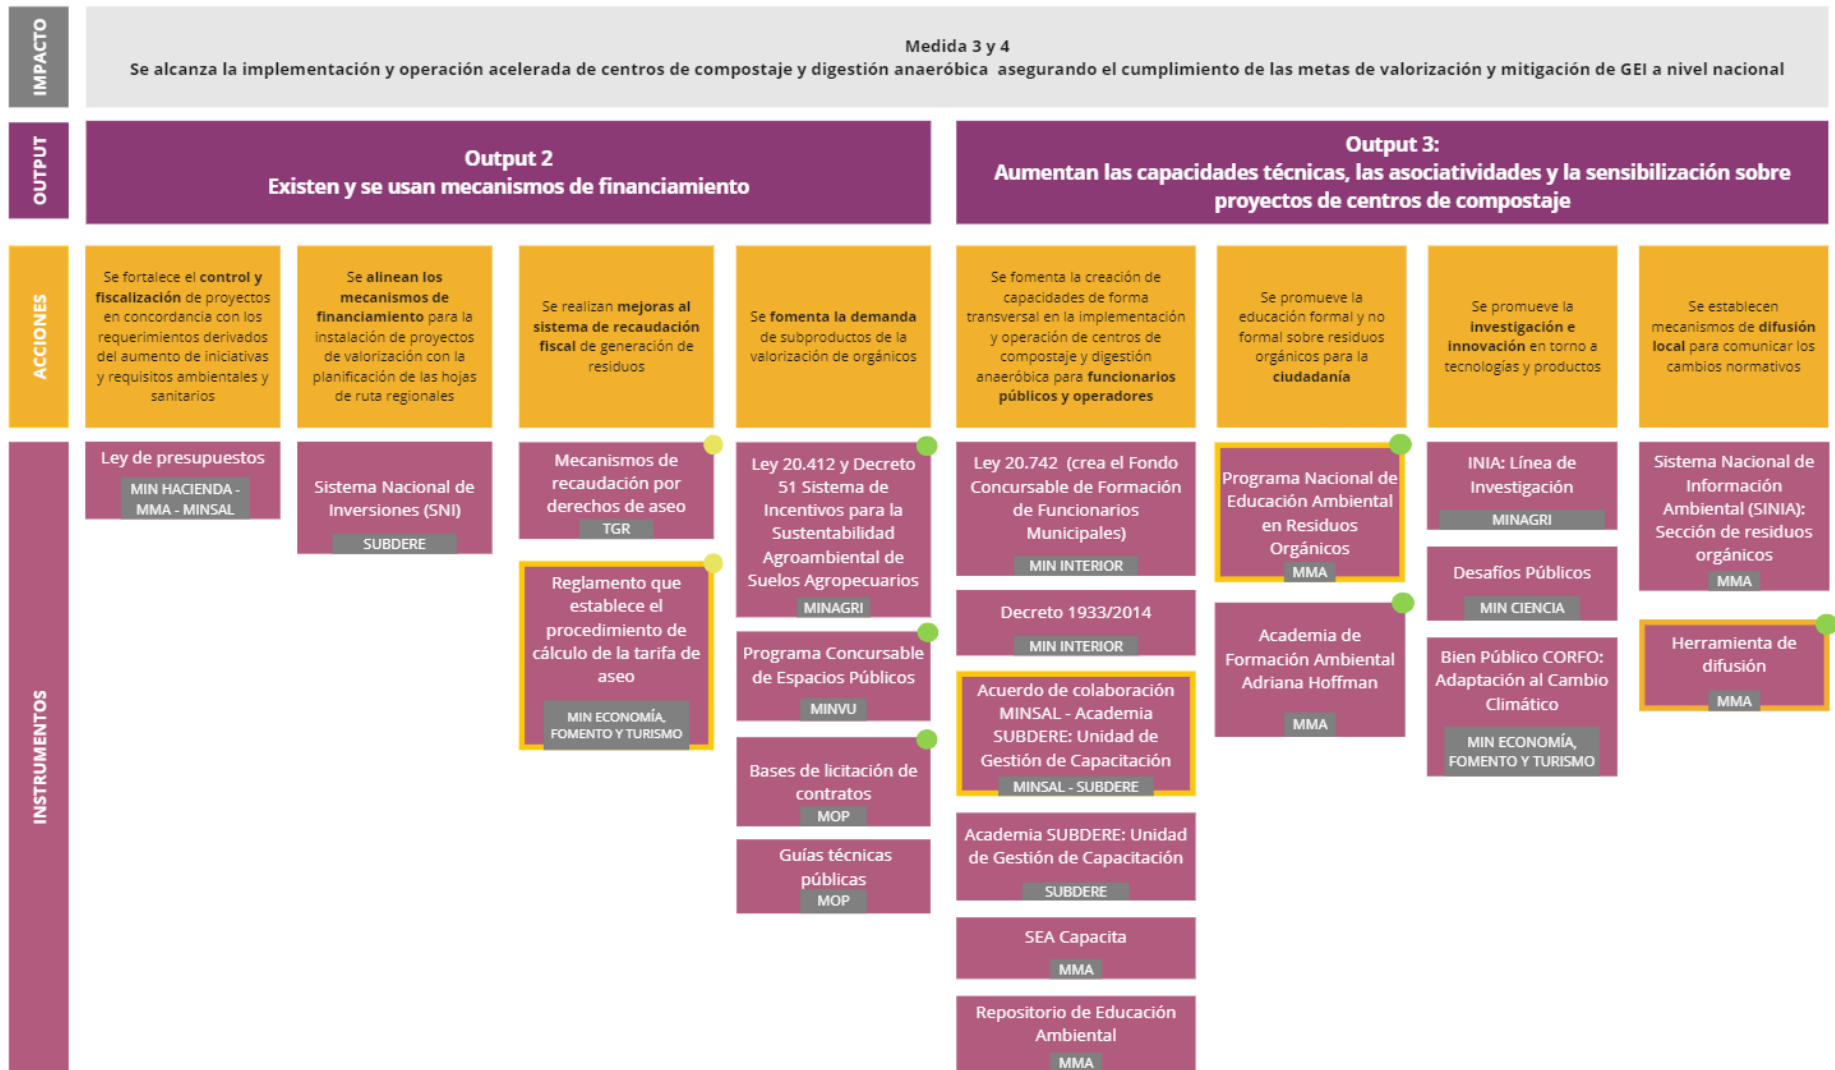 IMPACTO
Medida 3 y 4
Se alcanza la implementación y operación acelerada de centros de compostaje y digestión anaeróbica asegurando el cumplimiento de las metas de valorización y mitigación de GEI a nivel nacional
OUTPUT
Output 2
Existen y se usan mecanismos de financiamiento
Output 3:
Aumentan las capacidades técnicas, las asociatividades y la sensibilización sobre
proyectos de centros de compostaje
ACCIONES
Se fortalece el control y
fiscalización de proyectos
en concordancia con los
requerimientos derivados
del aumento de iniciativas
y requisitos ambientales y
sanitarios
Se alinean los
mecanismos de
financiamiento para la
instalación de proyectos
de valorización con la
planificación de las hojas
de ruta regionales
Se realizan mejoras al
sistema de recaudación
fiscal de generación de
residuos
Se fomenta la demanda
de subproductos de la
valorización de orgánicos
Se fomenta la creación de
capacidades de forma
transversal en la implementación
y operación de centros de
compostaje y digestión
anaeróbica para funcionarios
públicos y operadores
Se promueve la
educación formal y no
formal sobre residuos
orgánicos para la
ciudadanía
Se promueve la
investigación e
innovación en torno a
tecnologías y productos
Se establecen
mecanismos de difusión
local para comunicar los
cambios normativos
INSTRUMENTOS
Ley de presupuestos
MIN HACIENDA -
MMA - MINSAL
Sistema Nacional de
Inversiones (SNI)
SUBDERE
Mecanismos de
recaudación por
derechos de aseo
TGR
Reglamento que
establece el
procedimiento de
cálculo de la tarifa de
aseo
MIN ECONOMÍA,
FOMENTO Y TURISMO
Ley 20.412 y Decreto
51 Sistema de
Incentivos para la
Sustentabilidad
Agroambiental de
Suelos Agropecuarios
MINAGRI
Programa Concursable
de Espacios Públicos
MINVU
Bases de licitación de
contratos
MOP
Guías técnicas
públicas
MOP
Ley 20.742 (crea el Fondo
Concursable de Formación
de Funcionarios
Municipales)
MIN INTERIOR
Decreto 1933/2014
MIN INTERIOR
Acuerdo de colaboración
MINSAL - Academia
SUBDERE: Unidad de
Gestión de Capacitación
MINSAL - SUBDERE
Academia SUBDERE: Unidad
de Gestión de Capacitación
SUBDERE
SEA Capacita
MMA
Repositorio de Educación
Ambiental
MMA
Programa Nacional de
Educación Ambiental
en Residuos
Orgánicos
MMA
Academia de
Formación Ambiental
Adriana Hoffman
MMA
INIA: Línea de
Investigación
MINAGRI
Desafíos Públicos
MIN CIENCIA
Bien Público CORFO:
Adaptación al Cambio
Climático
MIN ECONOMÍA,
FOMENTO Y TURISMO
Sistema Nacional de
Información
Ambiental (SINIA):
Sección de residuos
orgánicos
MMA
Herramienta de
difusión
MMA